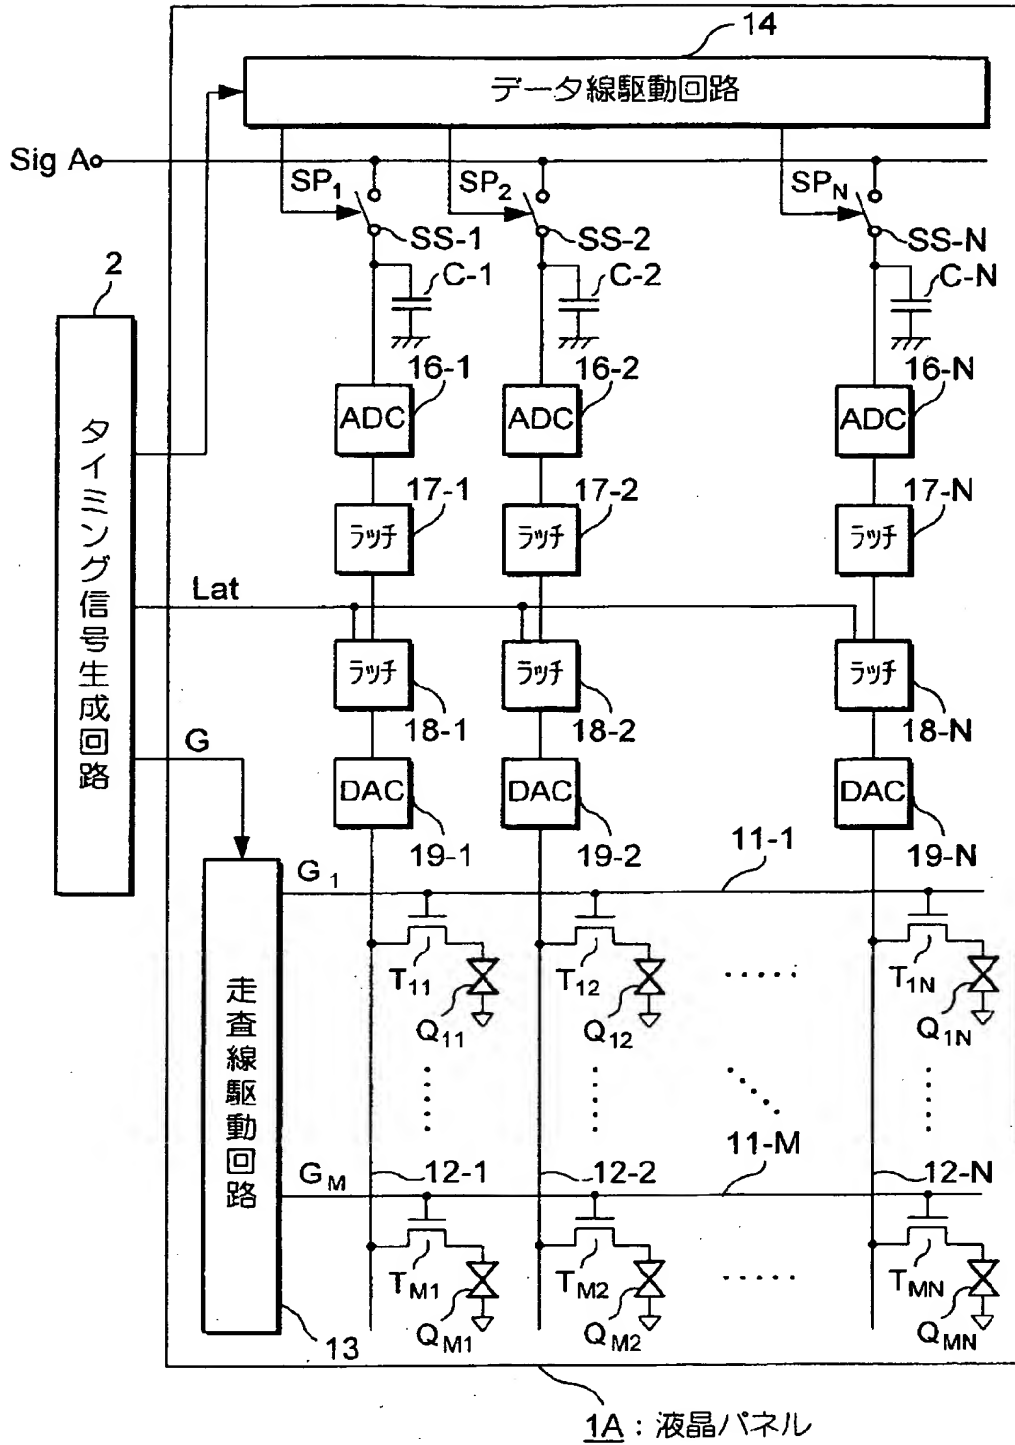 14
データ線駆動回路
Sig A
SP1 SP2 SPN
SS-1 SS-2 SS-N
2
C-1 C-2 C-N
16-1 16-2 16-N
ADC ADC ADC
タイミング信号生成回路
17-1 17-2 17-N
ラッチ ラッチ ラッチ
Lat
ラッチ ラッチ ラッチ
18-1 18-2 18-N
G
DAC DAC DAC
19-1 19-2 19-N
11-1
G1
T11 T12 ····· T1N
Q11 Q12 Q1N
走査線駆動回路
11-M
12-1 12-2 12-N
GM
TM1 TM2 ····· TMN
QM1 QM2 QMN
13
1A：液晶パネル